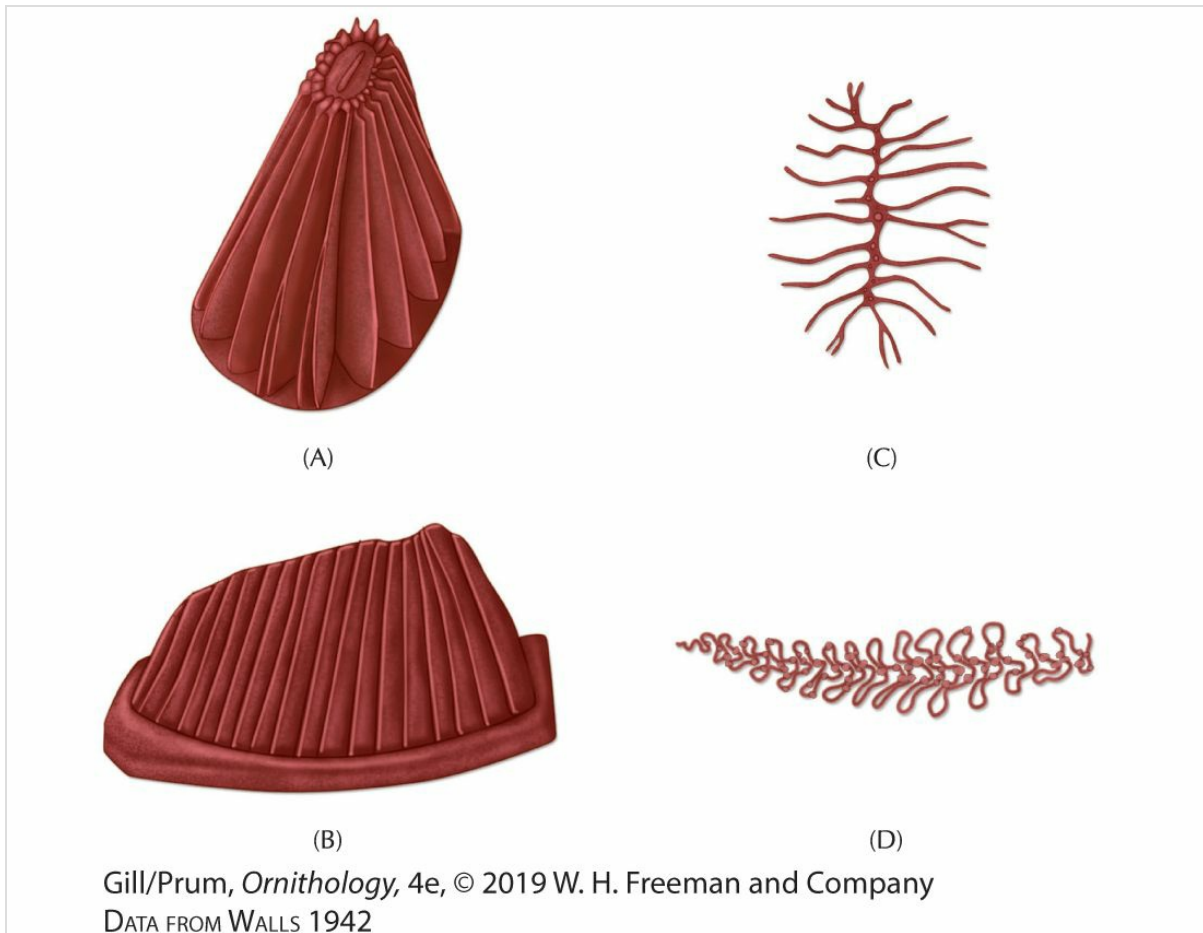 (A)
(C)
(B)
(D)
Gill/Prum, Ornithology, 4e, © 2019 W. H. Freeman and Company
DATA FROM WALLS 1942